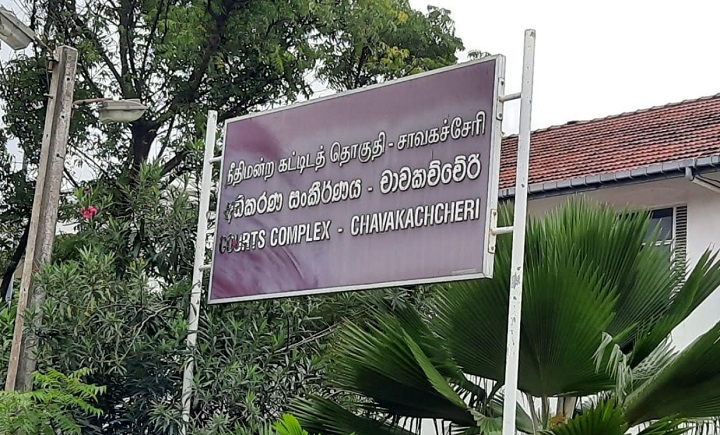 நீதிமன்ற கட்டிடத் தொகுதி - சாவகச்சேரி
අධිකරණ සංකීර්ණය - චාවකච්චේරි
COURTS COMPLEX - CHAVAKACHCHERI